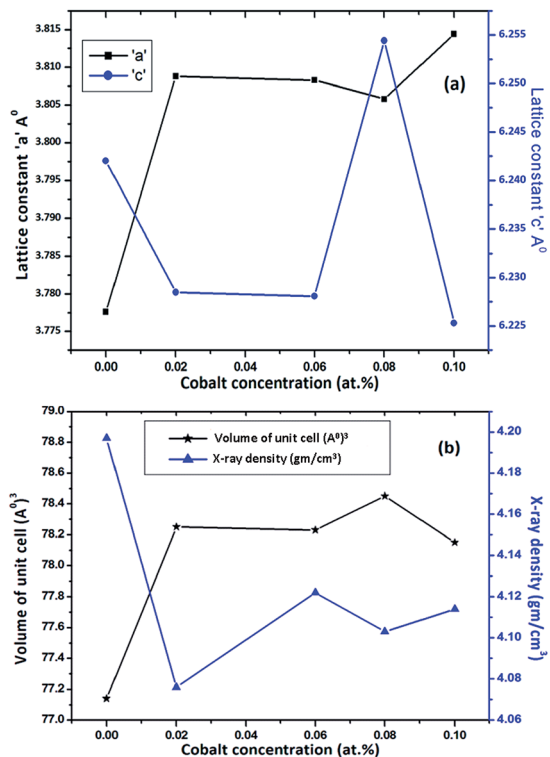 3.815
3.810
3.805
3.800
3.795
3.790
3.785
3.780
3.775
Lattice constant 'a' A⁰
'a'
'c'
(a)
6.255
6.250
6.245
6.240
6.235
6.230
6.225
Lattice constant 'c' A⁰
0.00 0.02 0.04 0.06 0.08 0.10
Cobalt concentration (at.%)
79.0
78.8
78.6
78.4
78.2
78.0
77.8
77.6
77.4
77.2
77.0
Volume of unit cell (A⁰)³
Volume of unit cell (A⁰)³
X-ray density (gm/cm³)
(b)
4.20
4.18
4.16
4.14
4.12
4.10
4.08
4.06
X-ray density (gm/cm³)
0.00 0.02 0.04 0.06 0.08 0.10
Cobalt concentration (at.%)